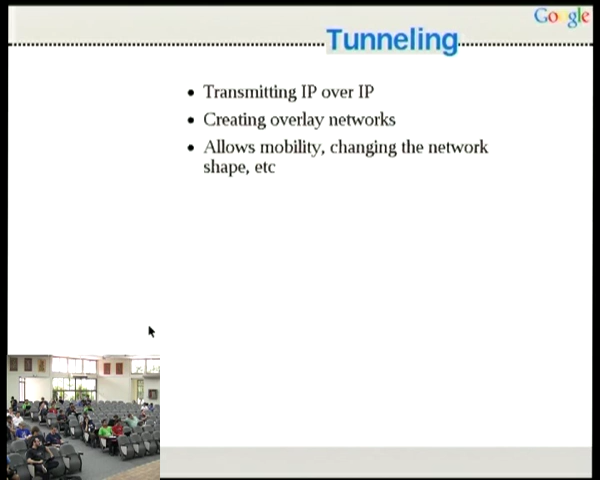 Google
Tunneling
Transmitting IP over IP
Creating overlay networks
Allows mobility, changing the network
shape, etc